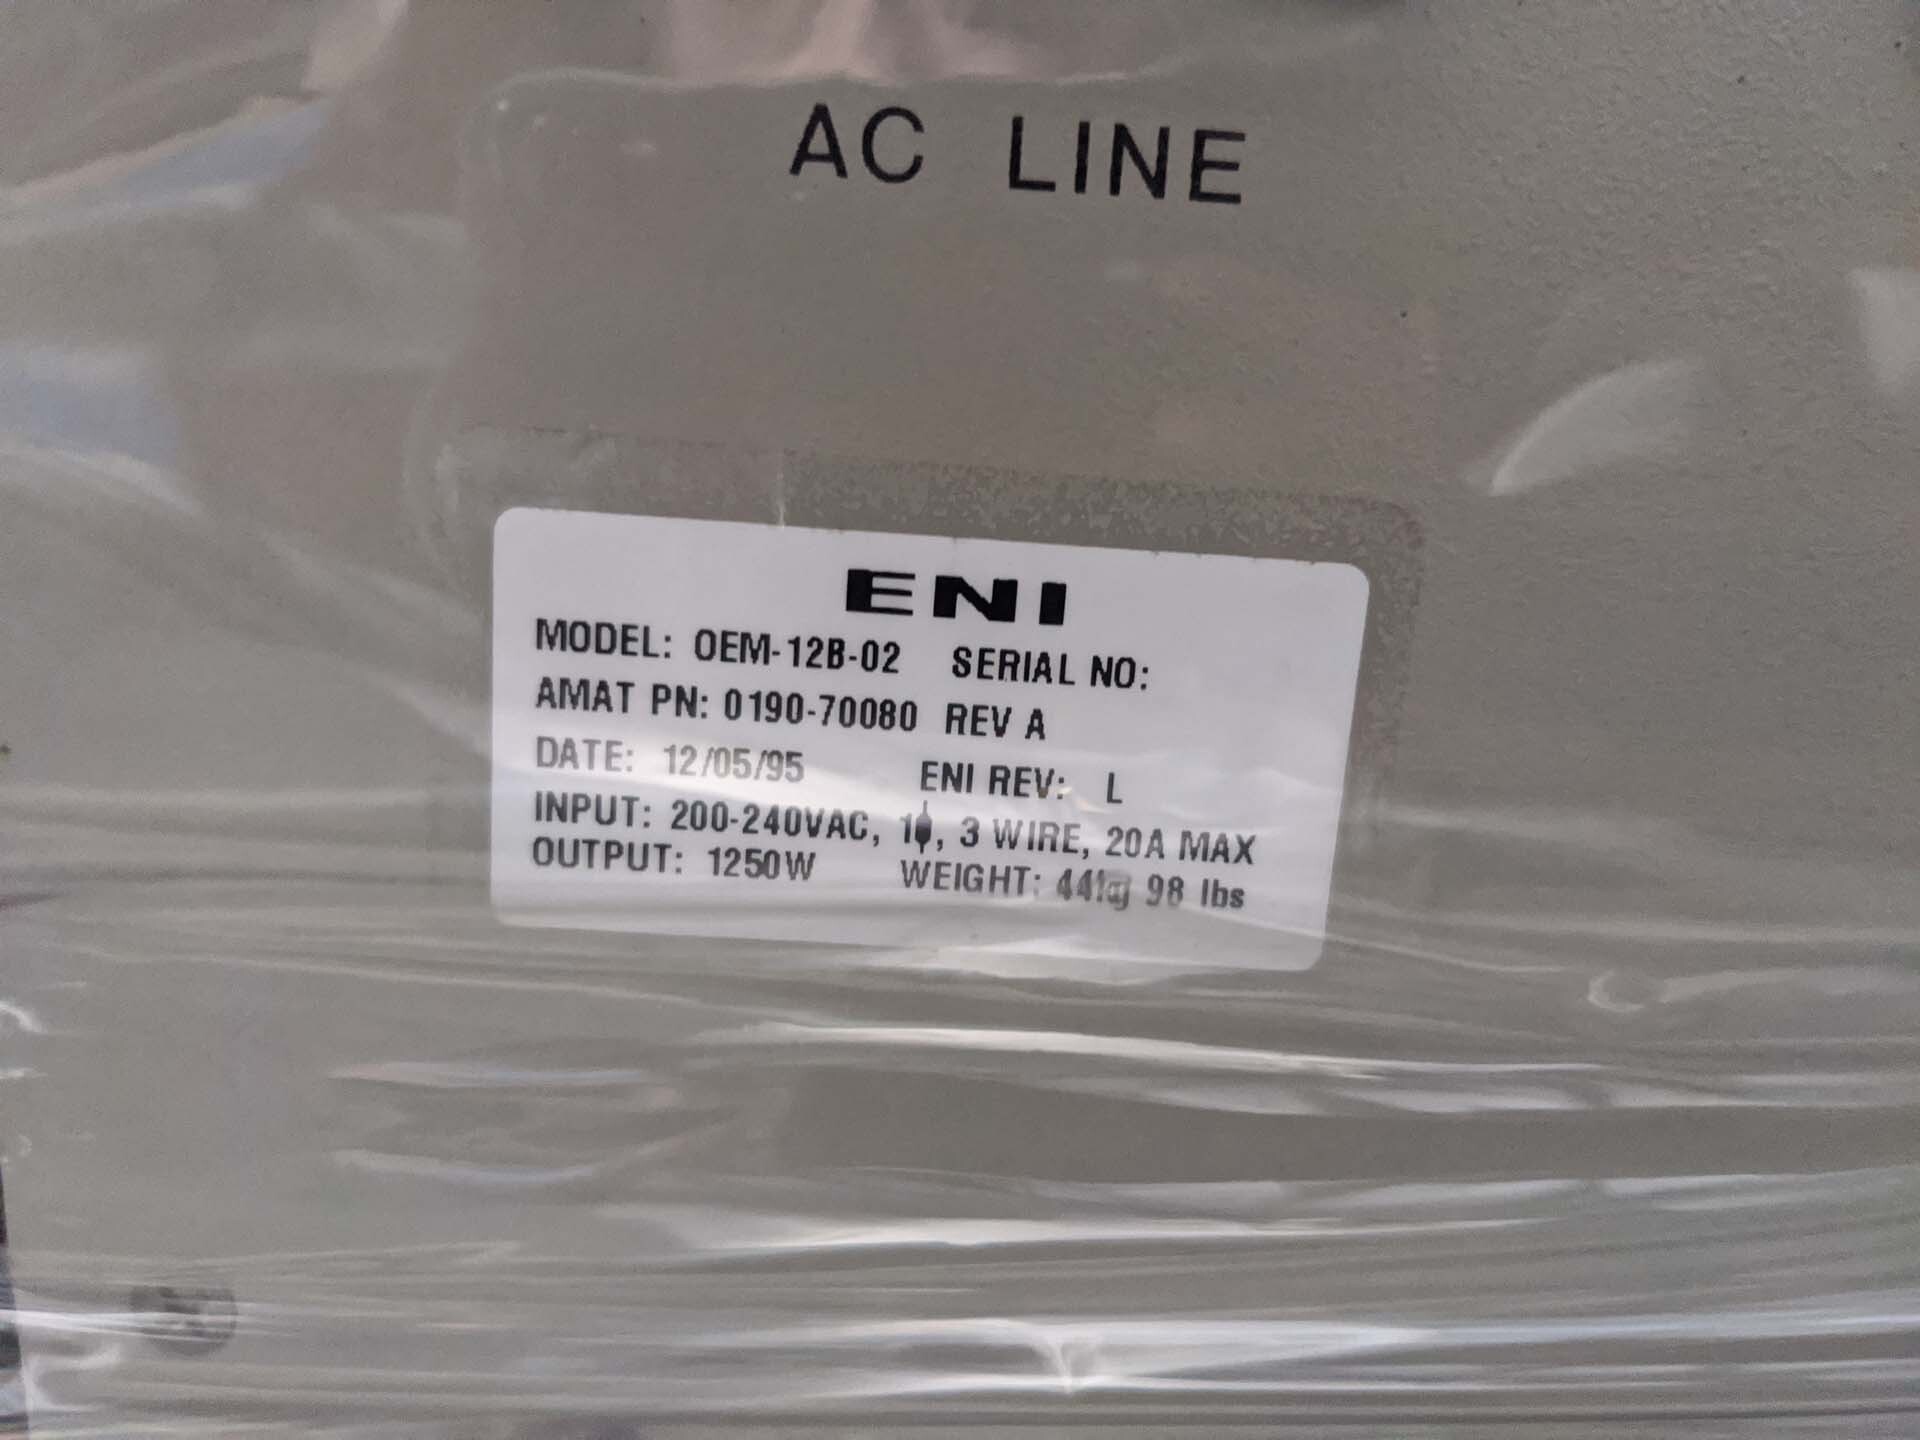 AC LINE
ENI
MODEL: OEM-12B-02 SERIAL NO:
AMAT PN: 0190-70080 REV A
DATE: 12/05/95 ENI REV: L
INPUT: 200-240VAC, 1ϕ, 3 WIRE, 20A MAX
OUTPUT: 1250W WEIGHT: 44kg 98 lbs